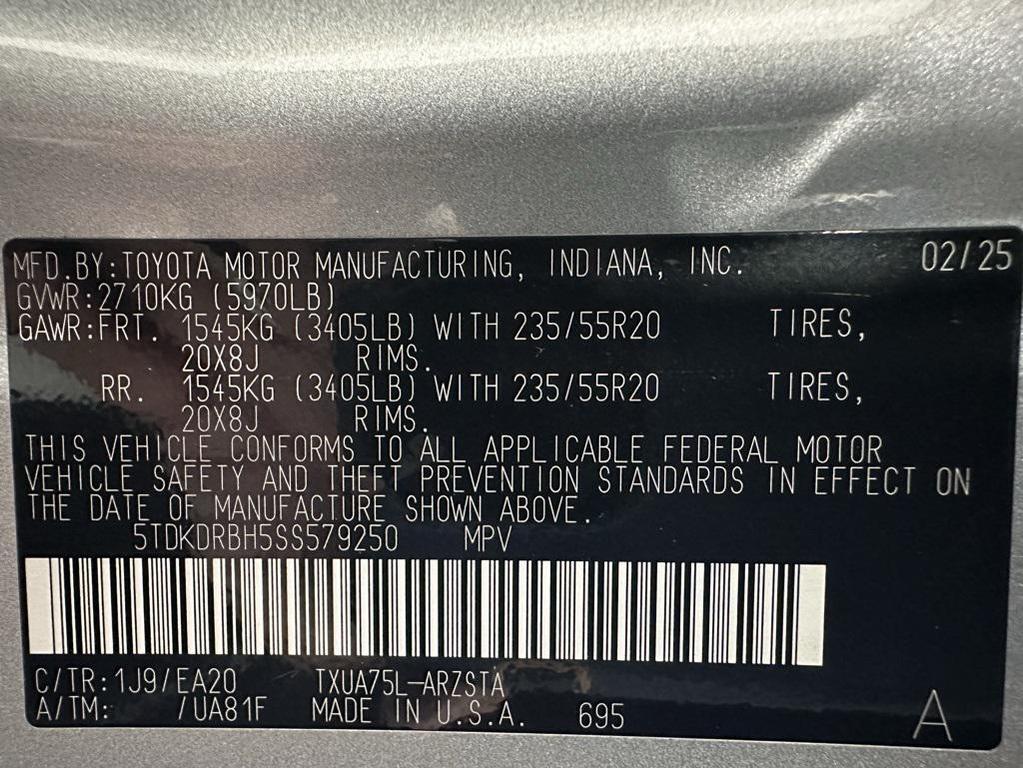 MFD.BY:TOYOTA MOTOR MANUFACTURING, INDIANA, INC. 02/25
GVWR:2710KG (5970LB)
GAWR:FRT. 1545KG (3405LB) WITH 235/55R20 TIRES,
20X8J RIMS.
RR. 1545KG (3405LB) WITH 235/55R20 TIRES,
20X8J RIMS.
THIS VEHICLE CONFORMS TO ALL APPLICABLE FEDERAL MOTOR
VEHICLE SAFETY AND THEFT PREVENTION STANDARDS IN EFFECT ON
THE DATE OF MANUFACTURE SHOWN ABOVE.
5TDKDRBH5SS579250 MPV
C/TR:1J9/EA20 TXUA75L-ARZSTA
A/TM: /UA81F MADE IN U.S.A. 695 A